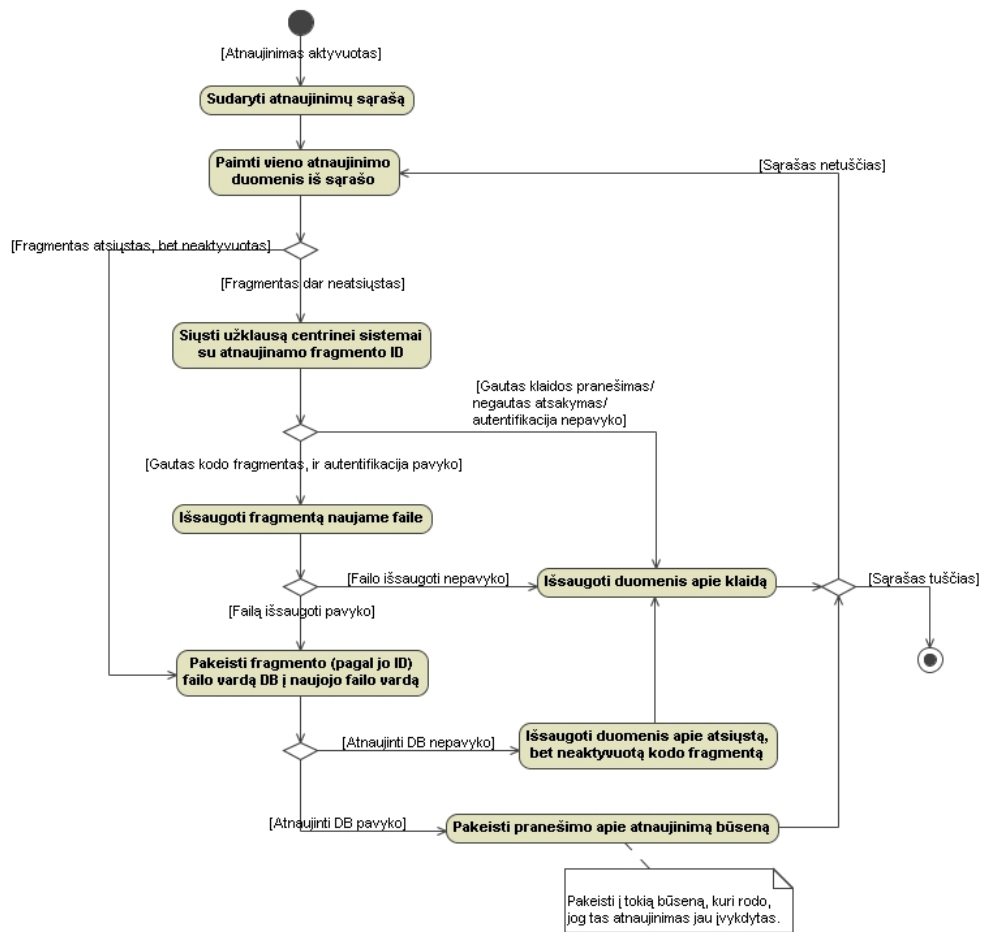 [Atnaujinimas aktyvuotas]
Sudaryti atnaujinimų sąrašą
Paimti vieno atnaujinimo
duomenis iš sąrašo
[Sąrašas netuščias]
[Fragmentas atsiųstas, bet neaktyvuotas]
[Fragmentas dar neatsiųstas]
Siųsti užklausą centrinei sistemai
su atnaujinamo fragmento ID
[Gautas klaidos pranešimas/
negautas atsakymas/
autentifikacija nepavyko]
[Gautas kodo fragmentas, ir autentifikacija pavyko]
Išsaugoti fragmentą naujame faile
[Failo išsaugoti nepavyko]
Išsaugoti duomenis apie klaidą
[Sąrašas tuščias]
[Failą išsaugoti pavyko]
Pakeisti fragmento (pagal jo ID)
failo vardą DB į naujojo failo vardą
[Atnaujinti DB nepavyko]
Išsaugoti duomenis apie atsiųstą,
bet neaktyvuotą kodo fragmentą
[Atnaujinti DB pavyko]
Pakeisti pranešimo apie atnaujinimą būseną
Pakeisti į tokią būseną, kuri rodo,
jog tas atnaujinimas jau įvykdytas.